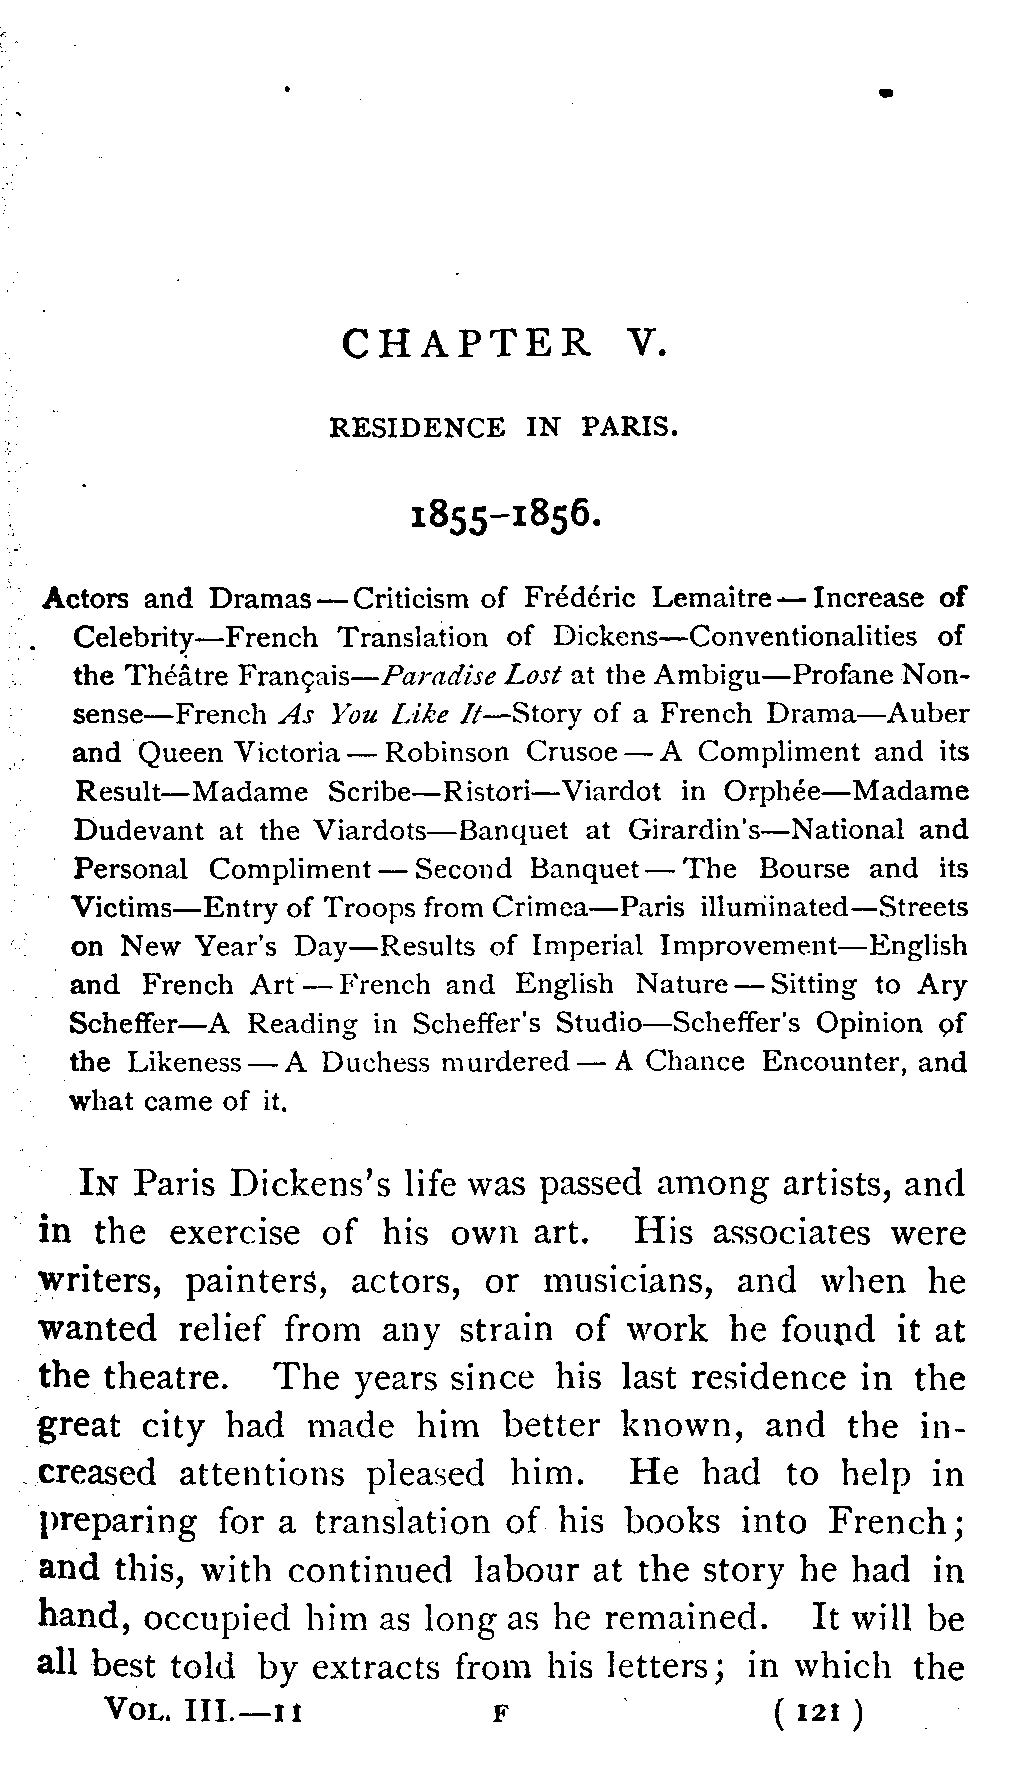 CHAPTER V.
RESIDENCE IN PARIS.
1855-1856.
Actors and Dramas—Criticism of Frédéric Lemaître—Increase of
Celebrity—French Translation of Dickens—Conventionalities of
the Théâtre Français—Paradise Lost at the Ambigu—Profane Non-
sense—French As You Like It—Story of a French Drama—Auber
and Queen Victoria—Robinson Crusoe—A Compliment and its
Result—Madame Scribe—Ristori—Viardot in Orphée—Madame
Dudevant at the Viardots—Banquet at Girardin's—National and
Personal Compliment—Second Banquet—The Bourse and its
Victims—Entry of Troops from Crimea—Paris illuminated—Streets
on New Year's Day—Results of Imperial Improvement—English
and French Art—French and English Nature—Sitting to Ary
Scheffer—A Reading in Scheffer's Studio—Scheffer's Opinion of
the Likeness—A Duchess murdered—A Chance Encounter, and
what came of it.
IN Paris Dickens's life was passed among artists, and
in the exercise of his own art. His associates were
writers, painters, actors, or musicians, and when he
wanted relief from any strain of work he found it at
the theatre. The years since his last residence in the
great city had made him better known, and the in-
creased attentions pleased him. He had to help in
preparing for a translation of his books into French;
and this, with continued labour at the story he had in
hand, occupied him as long as he remained. It will be
all best told by extracts from his letters; in which the
VOL. III.—11 F (121)